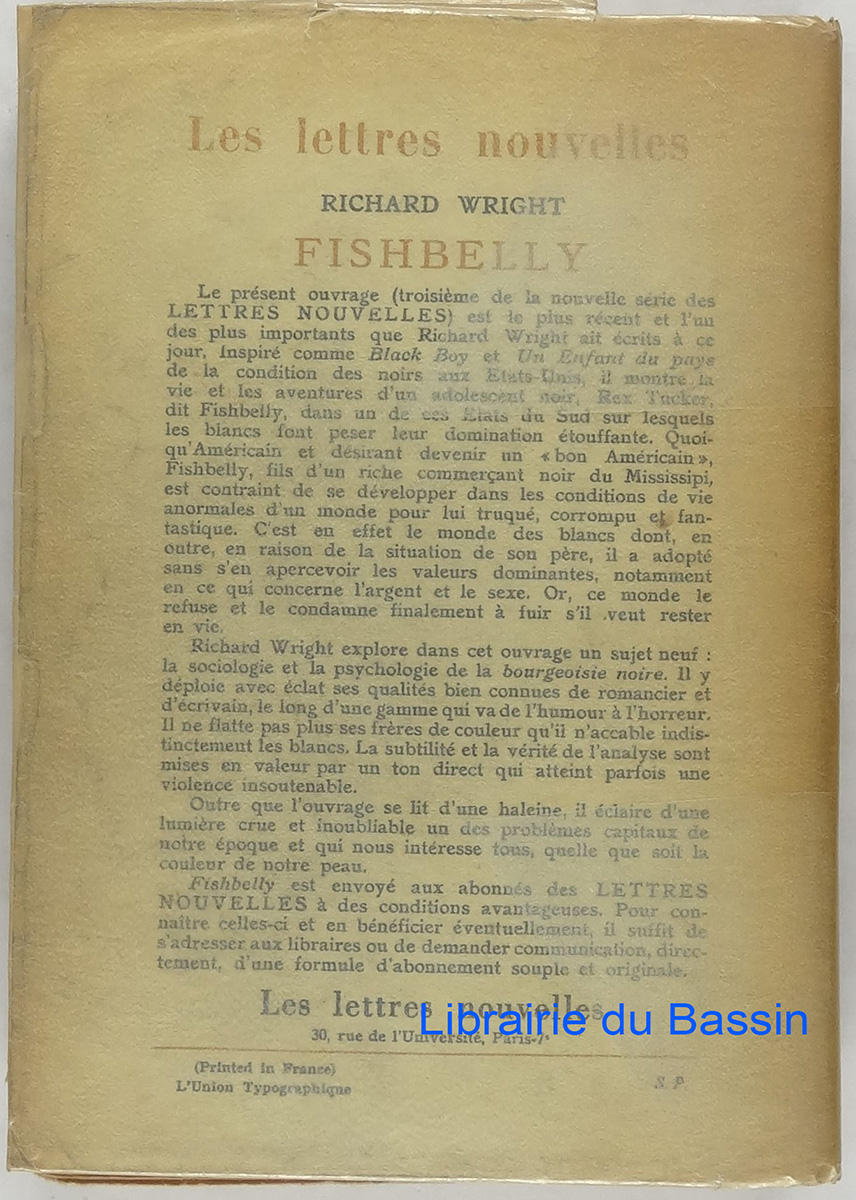 Les lettres nouvelles
RICHARD WRIGHT
FISHBELLY
Le présent ouvrage (troisième de la nouvelle série des
LETTRES NOUVELLES) est le plus récent et l'un
des plus importants que Richard Wright ait écrits à ce
jour. Inspiré comme Black Boy et Un Enfant du pays
de la condition des noirs aux Etats-Unis, il montre la
vie et les aventures d'un adolescent noir, Rex Tucker,
dit Fishbelly, dans un de ces Etats du Sud sur lesquels
les blancs font peser leur domination étouffante. Quoi-
qu'Américain et désirant devenir un « bon Américain »,
Fishbelly, fils d'un riche commerçant noir du Mississipi,
est contraint de se développer dans les conditions de vie
anormales d'un monde pour lui truqué, corrompu et fan-
tastique. C'est en effet le monde des blancs dont, en
outre, en raison de la situation de son père, il a adopté
sans s'en apercevoir les valeurs dominantes, notamment
en ce qui concerne l'argent et le sexe. Or, ce monde le
refuse et le condamne finalement à fuir s'il veut rester
en vie.
Richard Wright explore dans cet ouvrage un sujet neuf :
la sociologie et la psychologie de la bourgeoisie noire. Il y
déploie avec éclat ses qualités bien connues de romancier et
d'écrivain, le long d'une gamme qui va de l'humour à l'horreur.
Il ne flatte pas plus ses frères de couleur qu'il n'accable indis-
tinctement les blancs. La subtilité et la vérité de l'analyse sont
mises en valeur par un ton direct qui atteint parfois une
violence insoutenable.
Outre que l'ouvrage se lit d'une haleine, il éclaire d'une
lumière crue et inoubliable un des problèmes capitaux de
notre époque et qui nous intéresse tous, quelle que soit la
couleur de notre peau.
Fishbelly est envoyé aux abonnés des LETTRES
NOUVELLES à des conditions avantageuses. Pour con-
naître celles-ci et en bénéficier éventuellement, il suffit de
s'adresser aux libraires ou de demander communication, direc-
tement, d'une formule d'abonnement souple et originale.
Les lettres nouvelles
Librairie du Bassin
30, rue de l'Université, Paris-7e
(Printed in France)
L'Union Typographique
S. P.